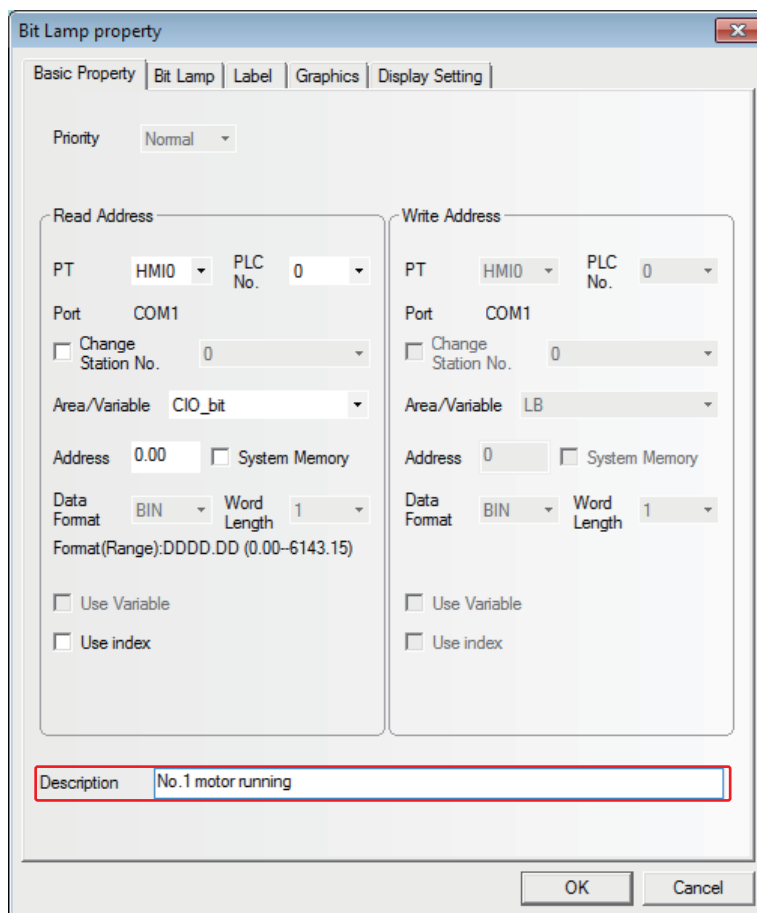 Bit Lamp property
Basic Property Bit Lamp Label Graphics Display Setting
Priority Normal
Read Address
PT HMI0 PLC No. 0
Port COM1
Change Station No. 0
Area/Variable CIO_bit
Address 0.00 System Memory
Data Format BIN Word Length 1
Format(Range):DDDD.DD (0.00--6143.15)
Use Variable
Use index
Write Address
PT HMI0 PLC No. 0
Port COM1
Change Station No. 0
Area/Variable LB
Address 0 System Memory
Data Format BIN Word Length 1
Use Variable
Use index
Description No.1 motor running
OK Cancel